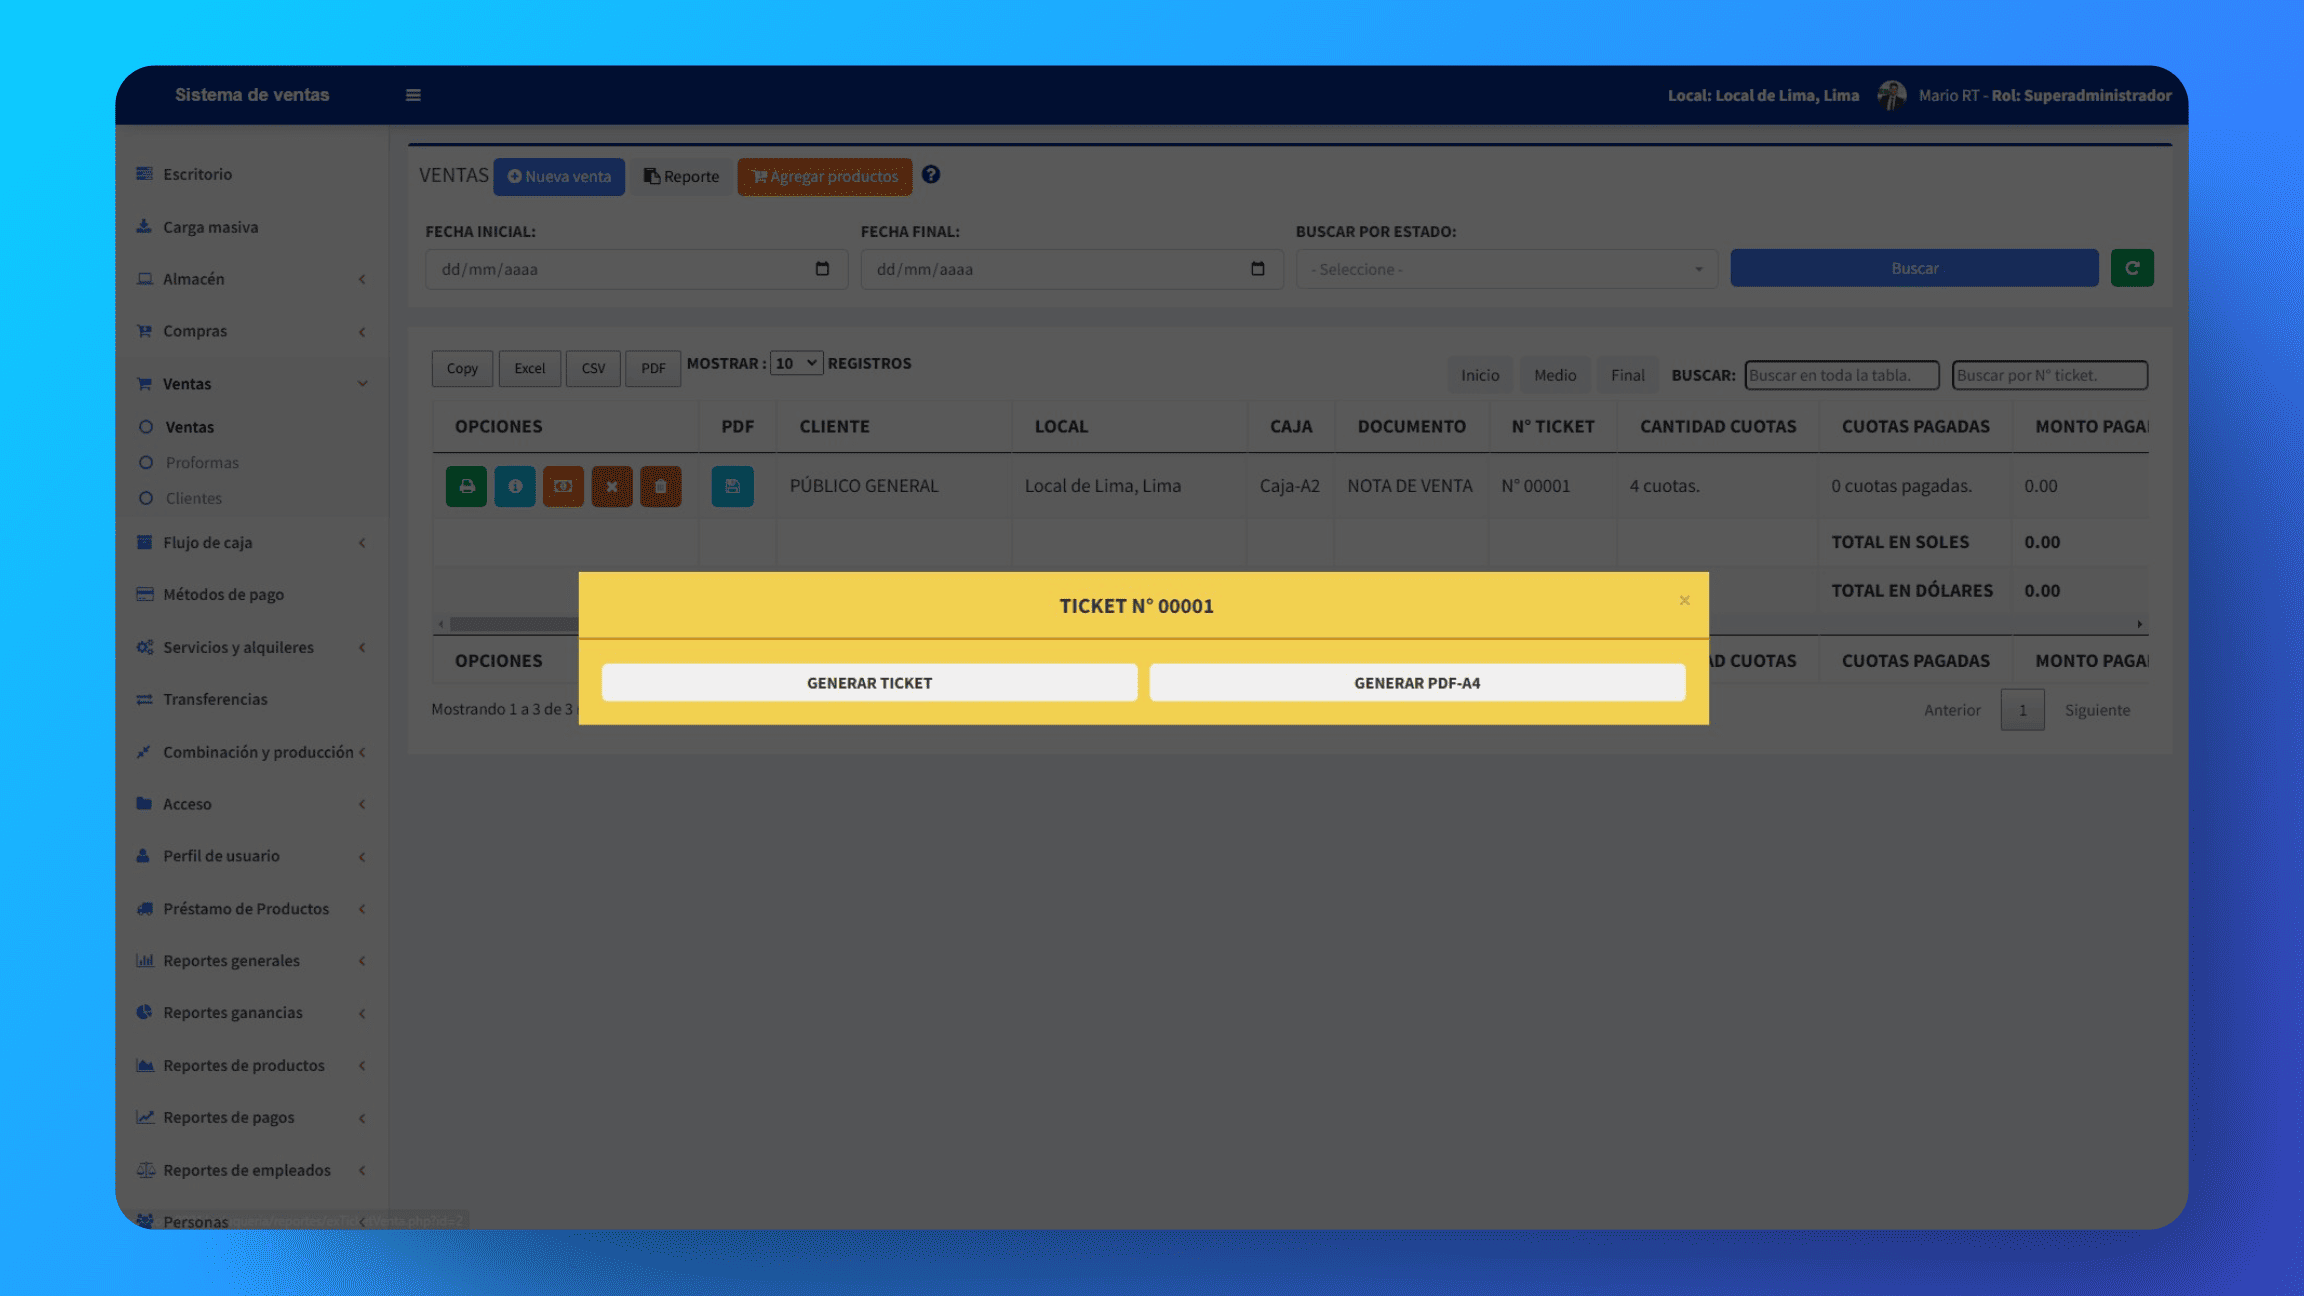 Sistema de ventas
Local: Local de Lima, Lima Mario RT - Rol: Superadministrador
Escritorio
Carga masiva
Almacén
Compras
Ventas
Ventas
Proformas
Clientes
Flujo de caja
Métodos de pago
Servicios y alquileres
Transferencias
Combinación y producción
Acceso
Perfil de usuario
Préstamo de Productos
Reportes generales
Reportes ganancias
Reportes de productos
Reportes de pagos
Reportes de empleados
Personas
VENTAS Nueva venta Reporte Agregar productos
FECHA INICIAL: FECHA FINAL: BUSCAR POR ESTADO:
dd/mm/aaaa dd/mm/aaaa - Seleccione - Buscar
Copy Excel CSV PDF MOSTRAR : 10 REGISTROS
Inicio Medio Final BUSCAR: Buscar en toda la tabla. Buscar por N° ticket.
OPCIONES PDF CLIENTE LOCAL CAJA DOCUMENTO N° TICKET CANTIDAD CUOTAS CUOTAS PAGADAS MONTO PAGA
PÚBLICO GENERAL Local de Lima, Lima Caja-A2 NOTA DE VENTA N° 00001 4 cuotas. 0 cuotas pagadas. 0.00
TOTAL EN SOLES 0.00
TOTAL EN DÓLARES 0.00
TICKET N° 00001 ×
GENERAR TICKET GENERAR PDF-A4
OPCIONES D CUOTAS CUOTAS PAGADAS MONTO PAGA
Mostrando 1 a 3 de 3
Anterior 1 Siguiente